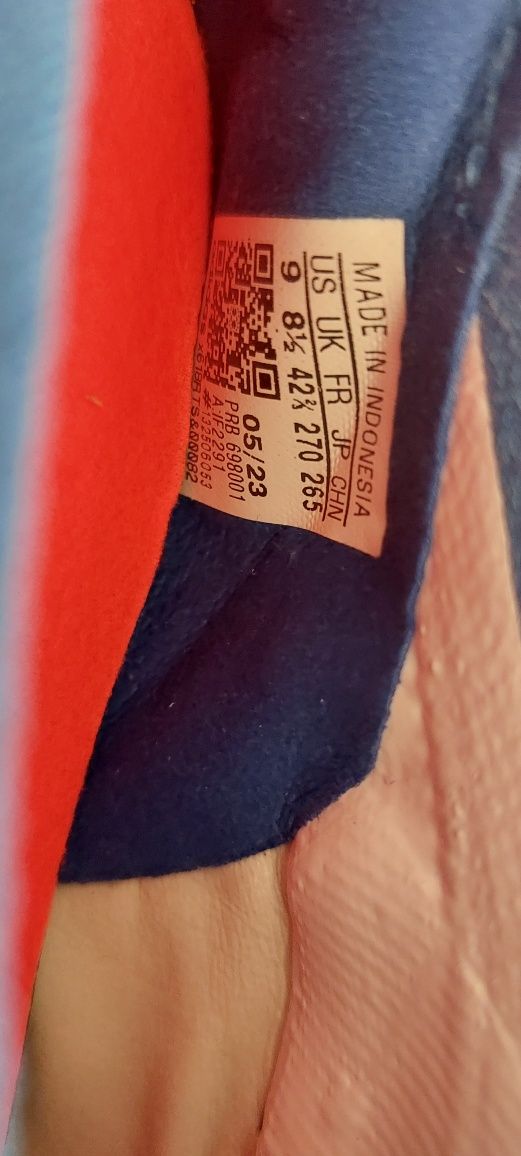 MADE IN INDONESIA
US UK FR JP CHN
9 8½ 42⅔ 270 265
05/23
PRB 698001
A:IF2291